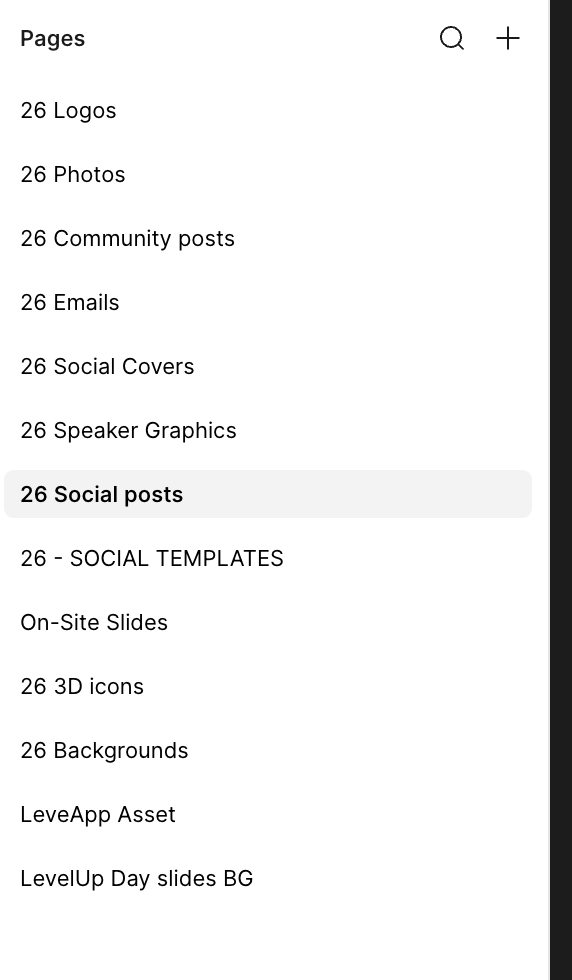 Pages
26 Logos
26 Photos
26 Community posts
26 Emails
26 Social Covers
26 Speaker Graphics
26 Social posts
26 - SOCIAL TEMPLATES
On-Site Slides
26 3D icons
26 Backgrounds
LeveApp Asset
LevelUp Day slides BG